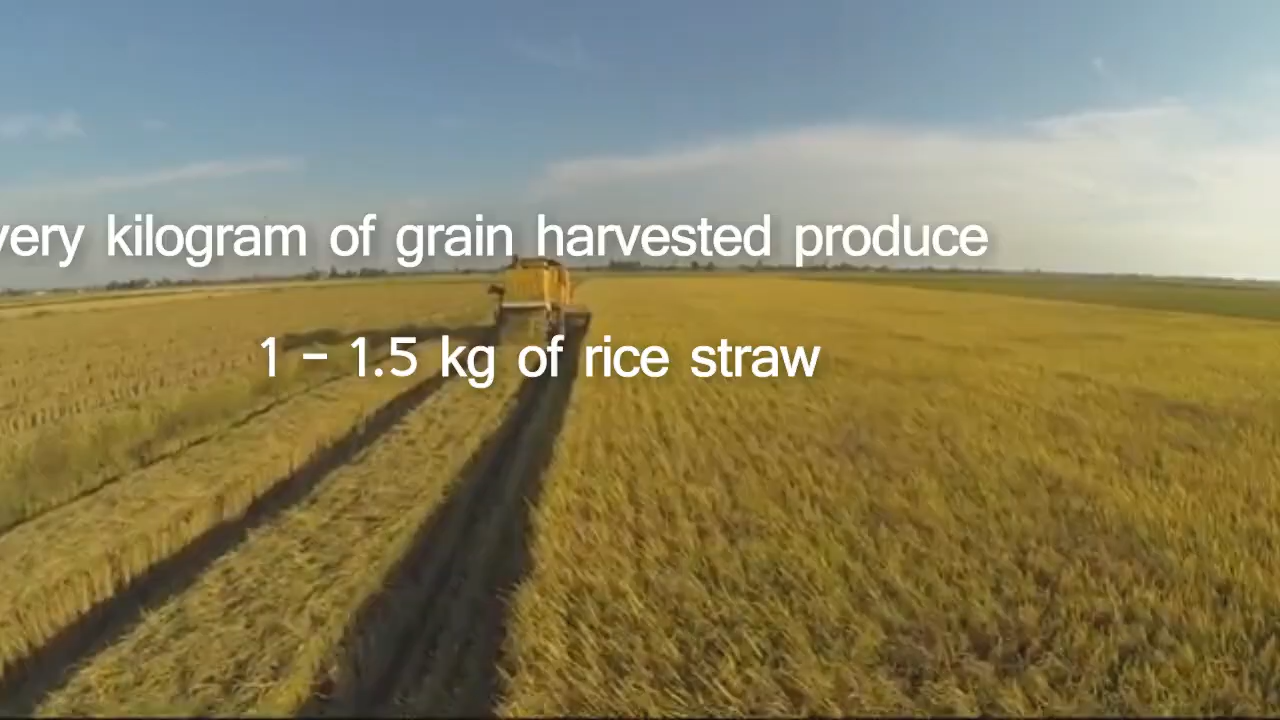 very kilogram of grain harvested produce
1 - 1.5 kg of rice straw